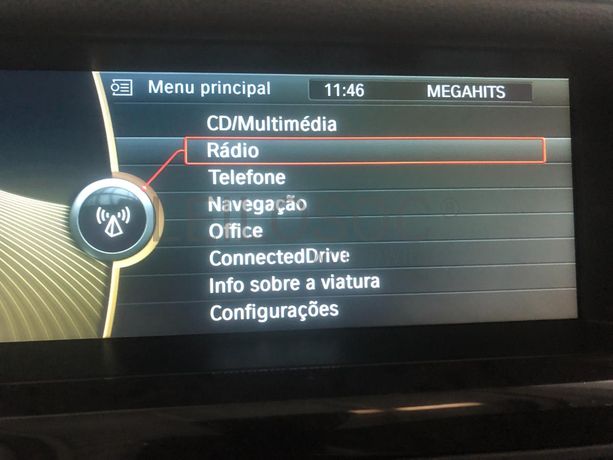 Menu principal 11:46 MEGAHITS
CD/Multimédia
Rádio
Telefone
Navegação
Office
ConnectedDrive
Info sobre a viatura
Configurações